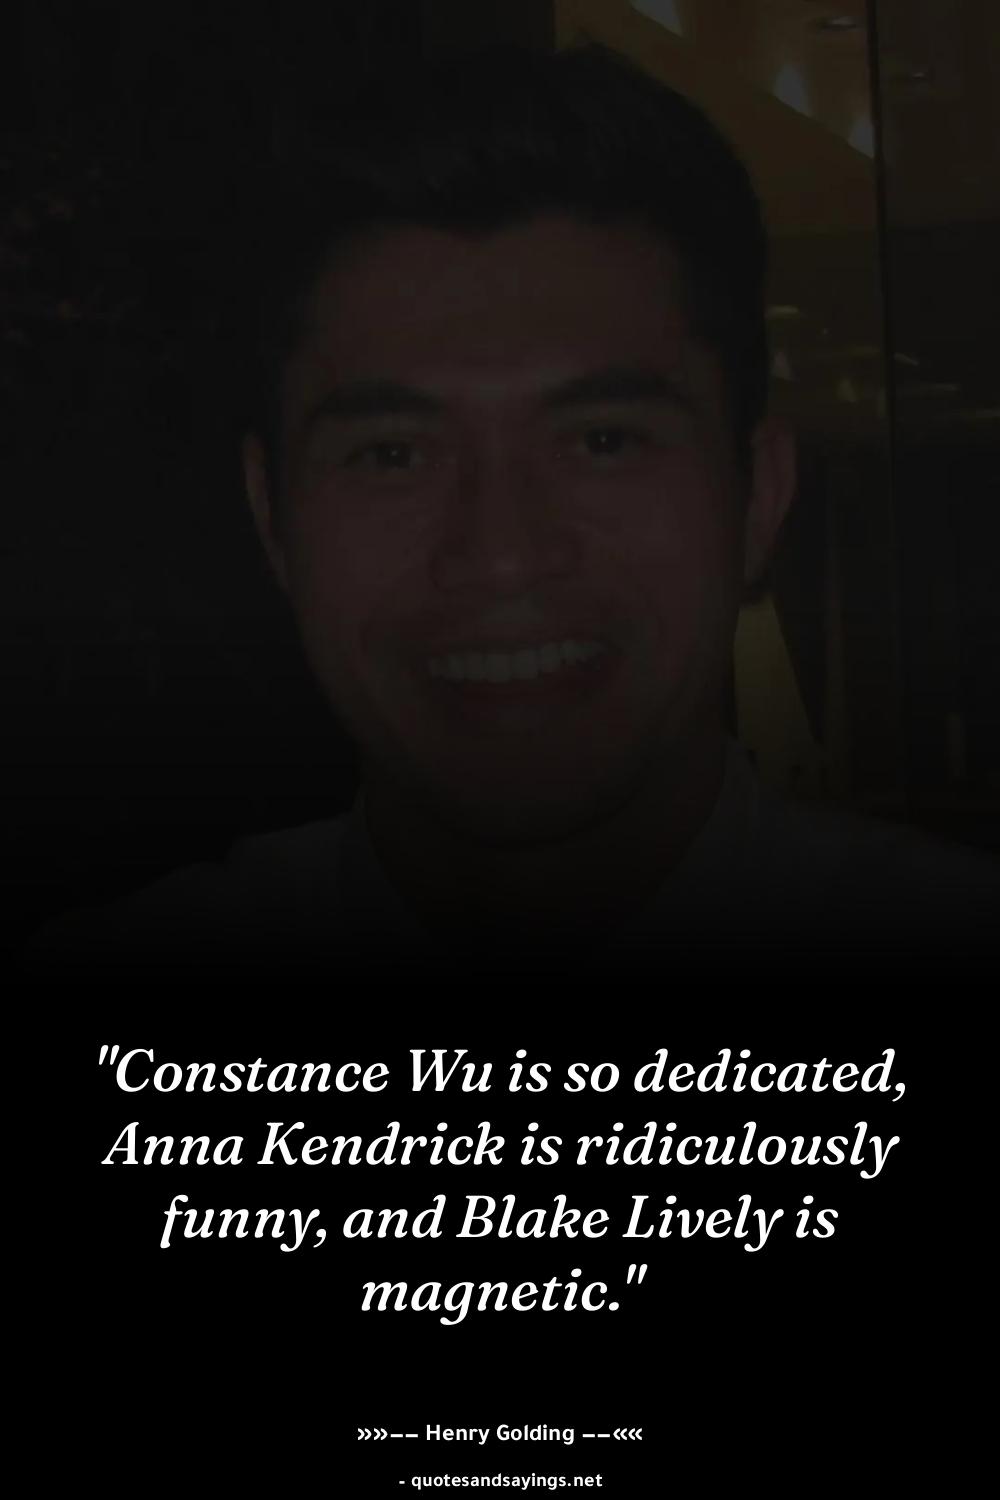 "Constance Wu is so dedicated,
Anna Kendrick is ridiculously
funny, and Blake Lively is
magnetic."
»»−− Henry Golding −−««
- quotesandsayings.net